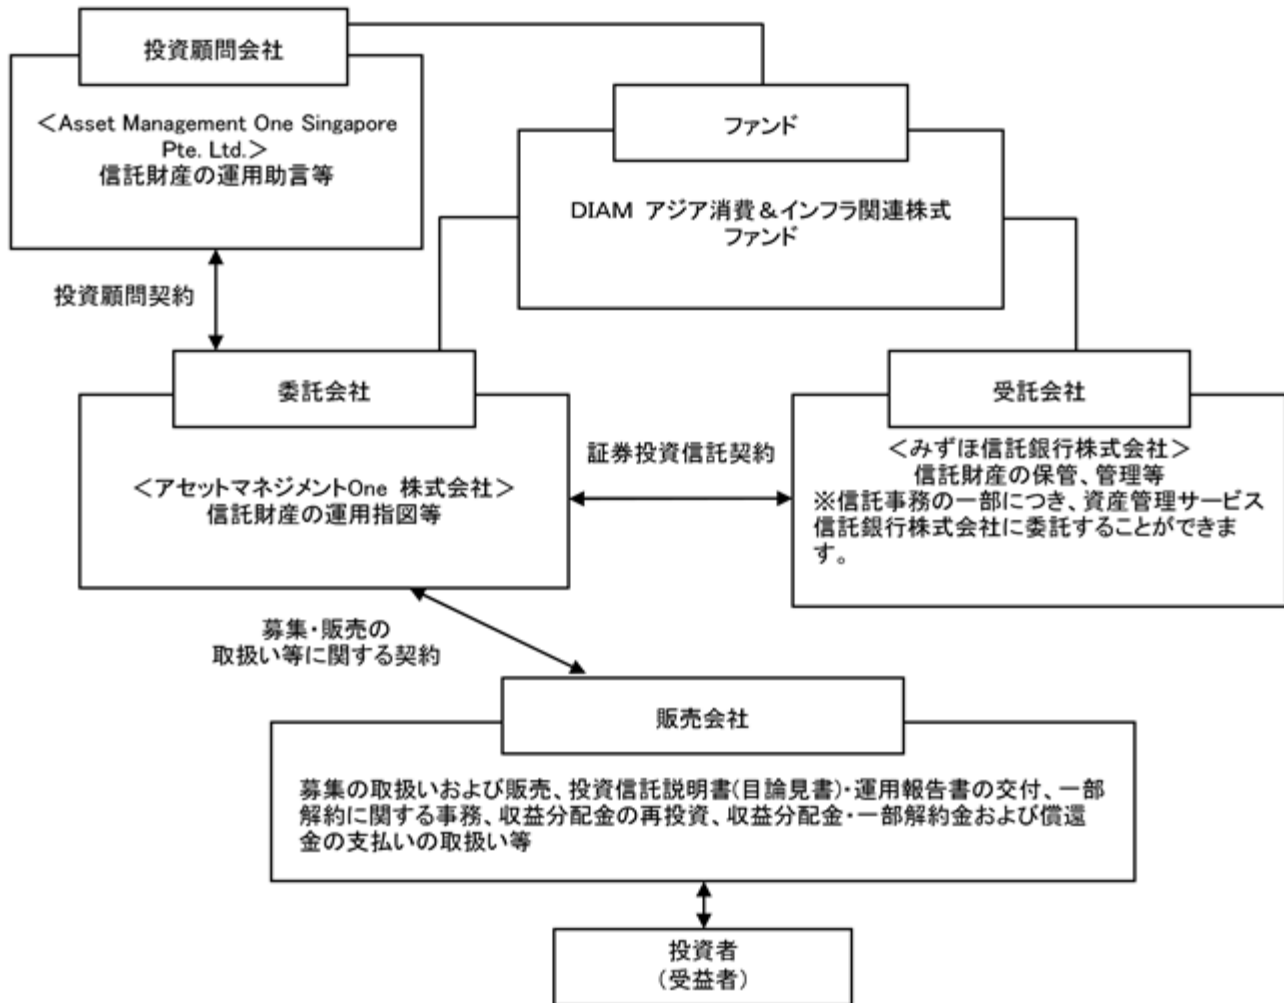 投資顧問会社
＜Asset Management One Singapore
Pte. Ltd.＞
信託財産の運用助言等
ファンド
DIAM アジア消費＆インフラ関連株式
ファンド
投資顧問契約
委託会社
＜アセットマネジメントOne 株式会社＞
信託財産の運用指図等
証券投資信託契約
受託会社
＜みずほ信託銀行株式会社＞
信託財産の保管、管理等
※信託事務の一部につき、資産管理サービス
信託銀行株式会社に委託することができま
す。
募集・販売の
取扱い等に関する契約
販売会社
募集の取扱いおよび販売、投資信託説明書(目論見書)・運用報告書の交付、一部
解約に関する事務、収益分配金の再投資、収益分配金・一部解約金および償還
金の支払いの取扱い等
投資者
（受益者）